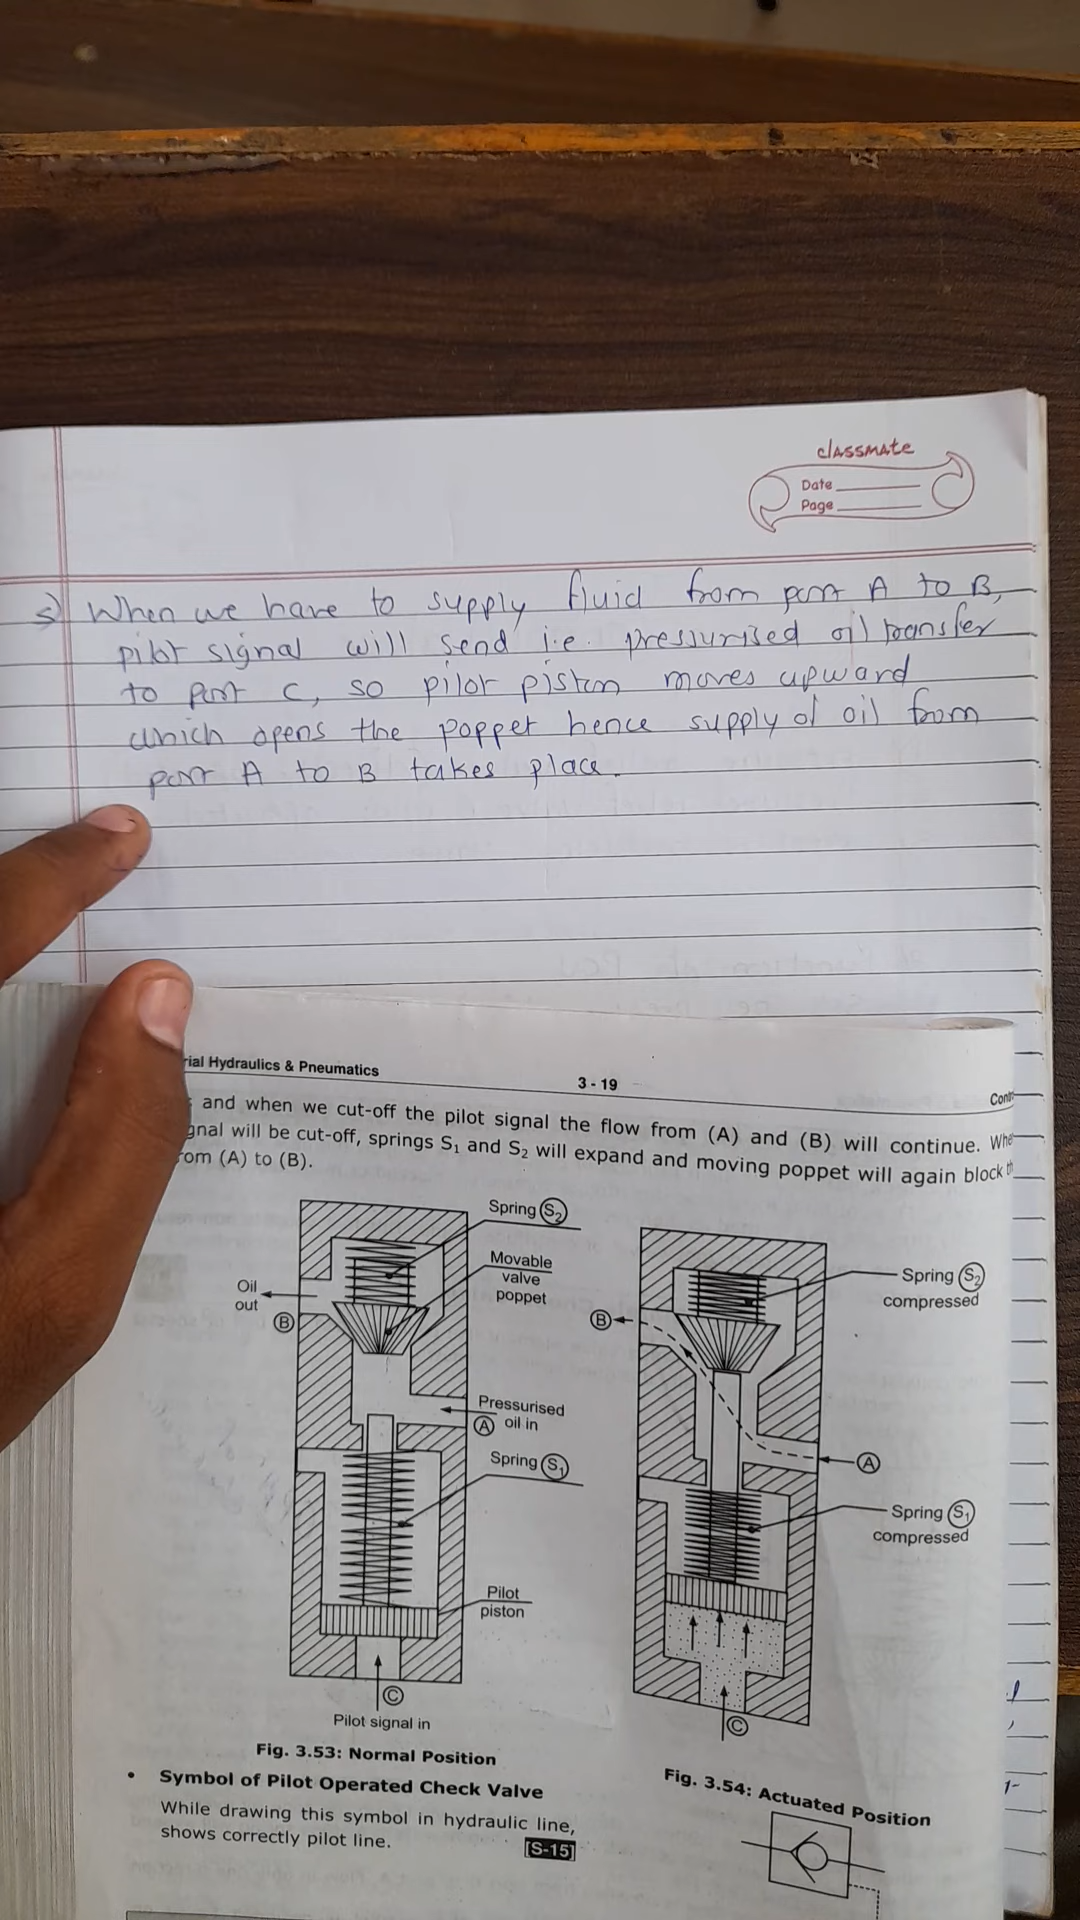 classmate
Date
Page
5) When we have to supply fluid from port A to B,
pilot signal will send i.e. pressurised oil transfer
to port C, so pilot piston moves upward
which opens the poppet hence supply of oil from
port A to B takes place.
rial Hydraulics & Pneumatics
3 - 19
Contr
and when we cut-off the pilot signal the flow from (A) and (B) will continue. Whe
gnal will be cut-off, springs S₁ and S₂ will expand and moving poppet will again block th
rom (A) to (B).
Spring S₂
Movable
valve
poppet
Oil
out
B
Pressurised
A oil in
Spring S₁
Pilot
piston
C
Pilot signal in
Fig. 3.53: Normal Position
Spring S₂
compressed
B
A
Spring S₁
compressed
C
Fig. 3.54: Actuated Position
• Symbol of Pilot Operated Check Valve
While drawing this symbol in hydraulic line,
shows correctly pilot line.
[S-15]